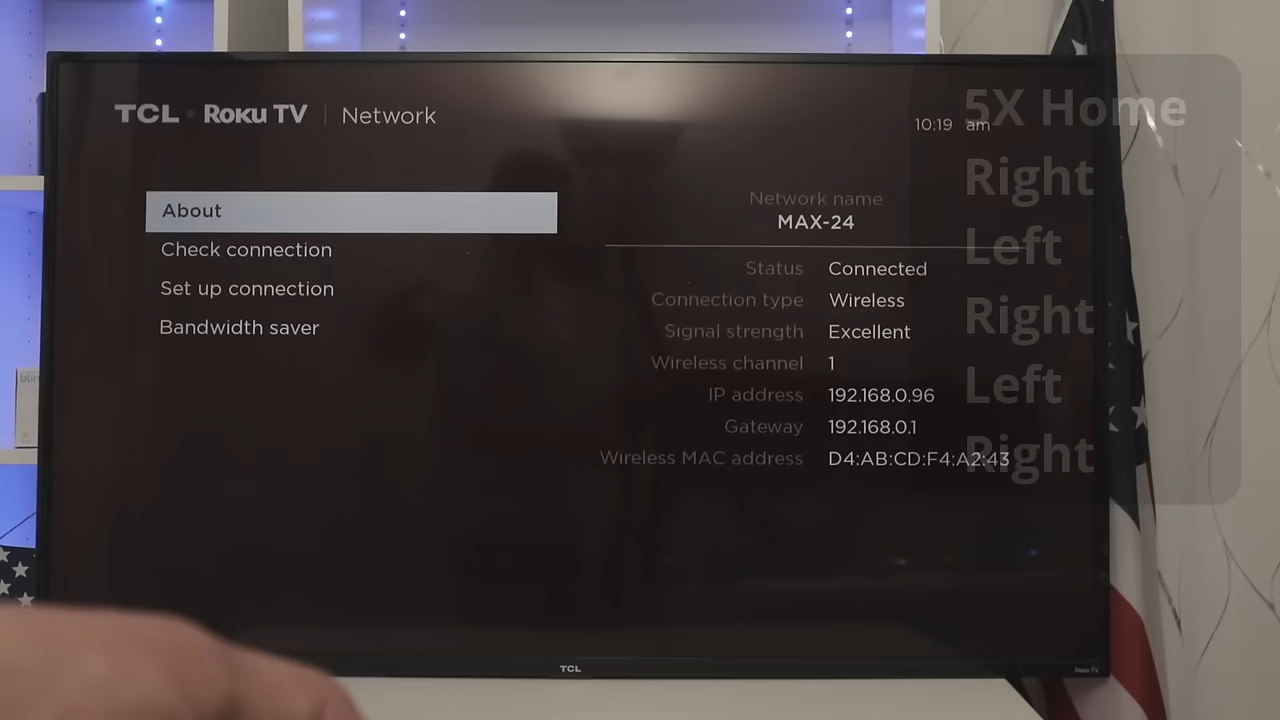 TCL • Roku TV | Network
10:19 am
5X Home
Right
Left
Right
Left
Right
About
Check connection
Set up connection
Bandwidth saver
Network name
MAX-24
Status Connected
Connection type Wireless
Signal strength Excellent
Wireless channel 1
IP address 192.168.0.96
Gateway 192.168.0.1
Wireless MAC address D4:AB:CD:F4:A2:43
TCL
Roku TV